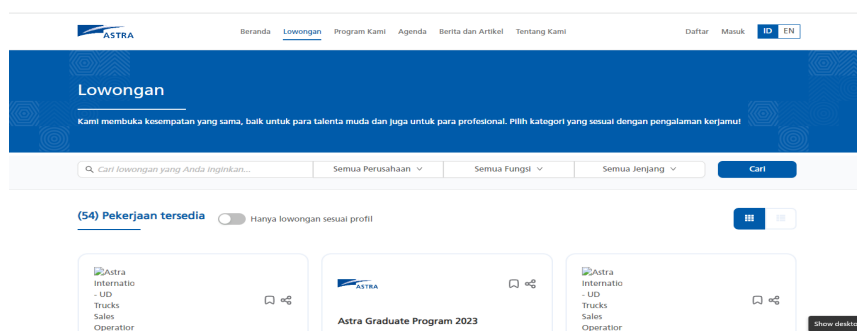 ASTRA
Beranda Lowongan Program Kami Agenda Berita dan Artikel Tentang Kami Daftar Masuk ID EN
Lowongan
Kami membuka kesempatan yang sama, baik untuk para talenta muda dan juga untuk para profesional. Pilih kategori yang sesuai dengan pengalaman kerjamu!
Cari lowongan yang Anda inginkan... Semua Perusahaan Semua Fungsi Semua Jenjang Cari
(54) Pekerjaan tersedia Hanya lowongan sesuai profil
Astra
Internatio
- UD
Trucks
Sales
Operatior
ASTRA
Astra Graduate Program 2023
Astra
Internatio
- UD
Trucks
Sales
Operatior
Show deskto